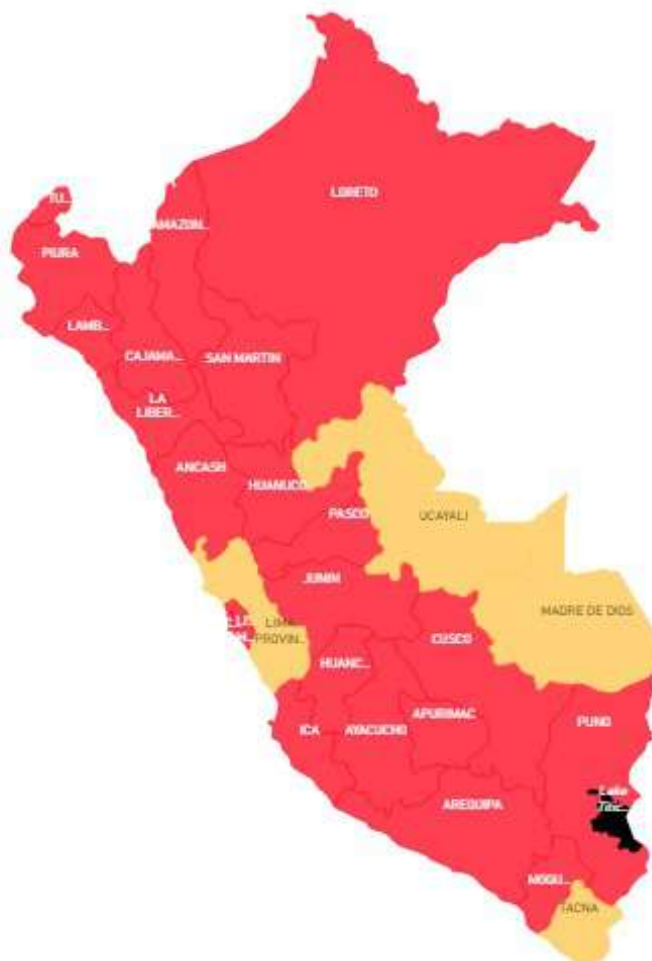 LORETO
TU...
AMAZON...
PIURA
LAMB...
CAJAMA...
SAN MARTIN
LA
LIBER...
ANCASH
HUANUCO
PASCO
UCAYALI
JUNIN
MADRE DE DIOS
LIMA
PROVIN...
CUSCO
HUANC...
APURIMAC
PUNO
ICA
AYACUCHO
Lake
AREQUIPA
MOQU...
TACNA